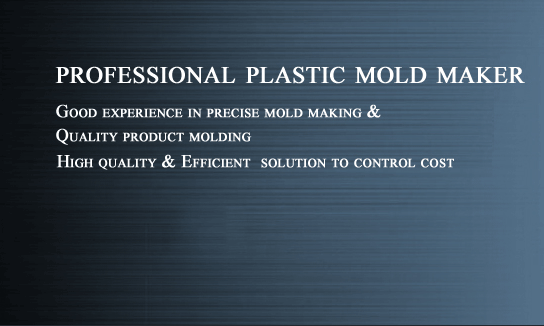 PROFESSIONAL PLASTIC MOLD MAKER
GOOD EXPERIENCE IN PRECISE MOLD MAKING &
QUALITY PRODUCT MOLDING
HIGH QUALITY & EFFICIENT SOLUTION TO CONTROL COST